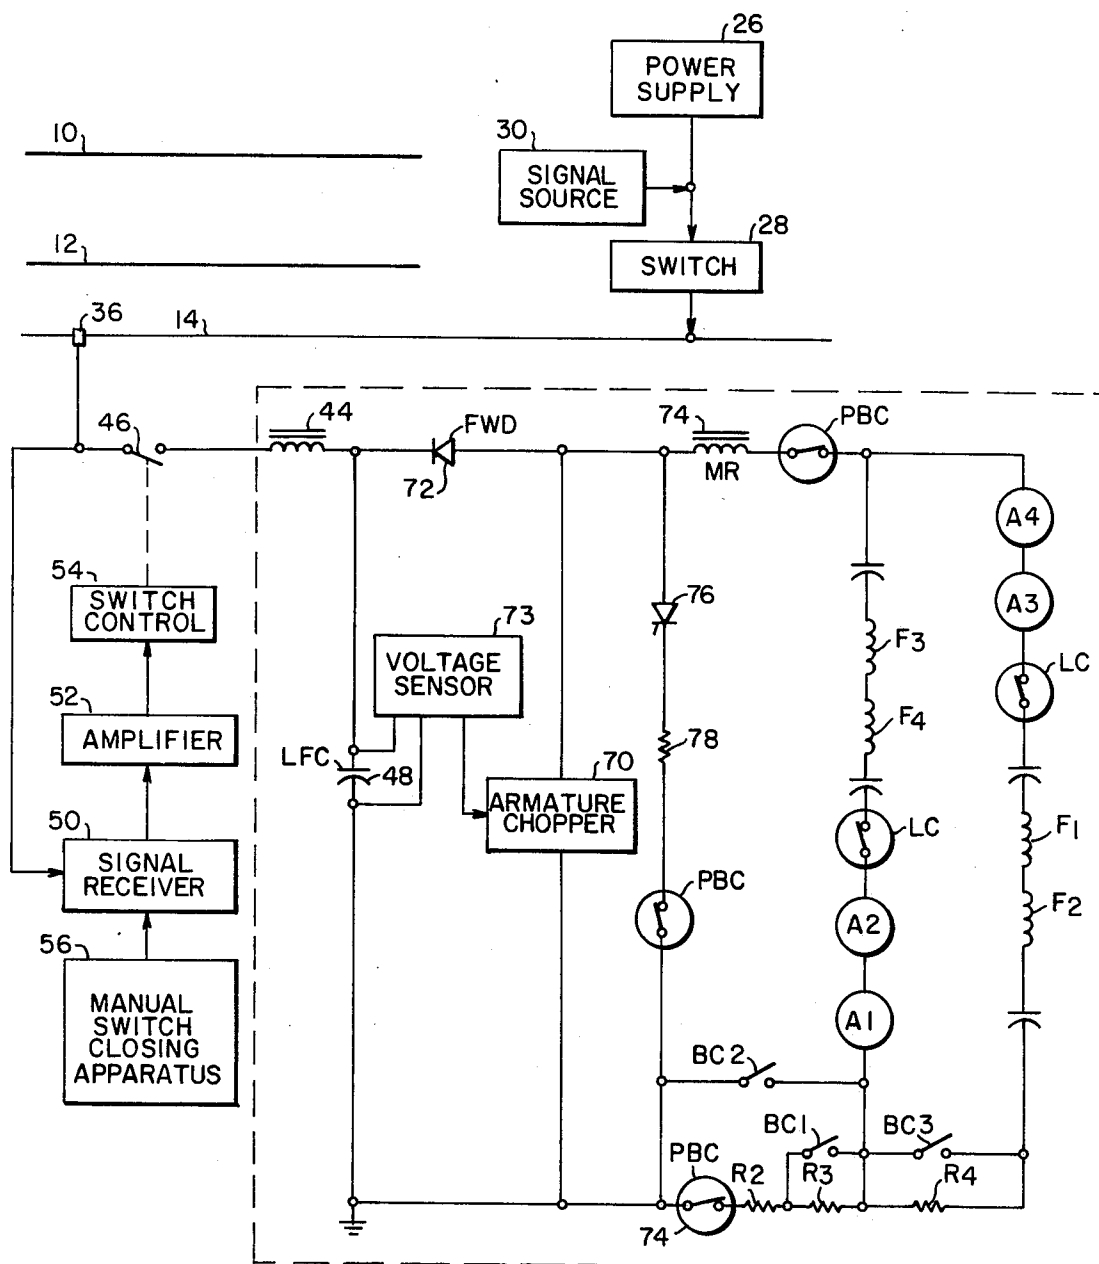 26
POWER
SUPPLY
10
30
SIGNAL
SOURCE
12
28
SWITCH
36
14
46
44
FWD
72
74
MR
PBC
A4
A3
LC
54
SWITCH
CONTROL
73
VOLTAGE
SENSOR
76
F3
F4
52
AMPLIFIER
LFC
48
70
ARMATURE
CHOPPER
78
50
SIGNAL
RECEIVER
LC
F1
F2
PBC
A2
56
MANUAL
SWITCH
CLOSING
APPARATUS
A1
BC2
BC1
BC3
PBC
74
R2
R3
R4